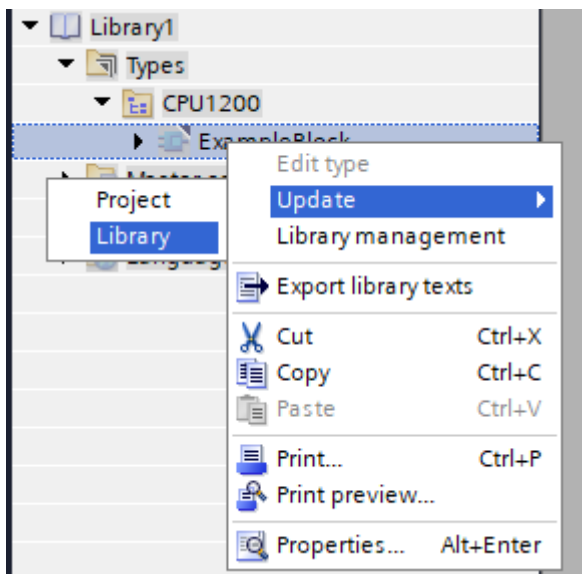 Library1
Types
CPU1200
Edit type
Update
Library management
Export library texts
Cut Ctrl+X
Copy Ctrl+C
Paste Ctrl+V
Print... Ctrl+P
Print preview...
Properties... Alt+Enter
Project
Library